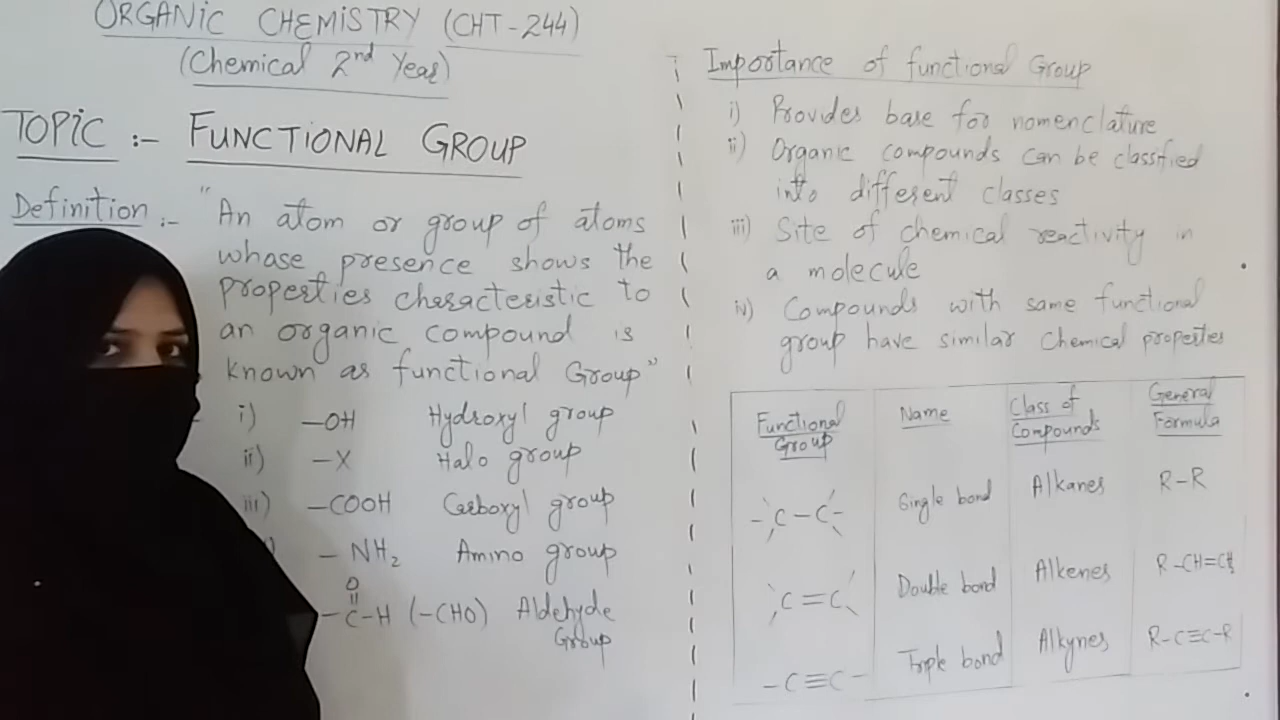 ORGANIC CHEMISTRY (CHT-244)
(Chemical 2nd Year)
TOPIC :- FUNCTIONAL GROUP
Definition :- "An atom or group of atoms
whose presence shows the
properties characteristic to
an organic compound is
known as functional Group"
i) -OH Hydroxyl group
ii) -X Halo group
iii) -COOH Carboxyl group
- NH2 Amino group
O
||
-C-H (-CHO) Aldehyde
Group
Importance of functional Group
i) Provides base for nomenclature
ii) Organic compounds can be classified
into different classes
iii) Site of chemical reactivity in
a molecule
iv) Compounds with same functional
group have similar Chemical properties
Functional Group Name Class of Compounds General Formula
-C-C- Single bond Alkanes R-R
C=C Double bond Alkenes R-CH=CH2
-C≡C- Triple bond Alkynes R-C≡C-R